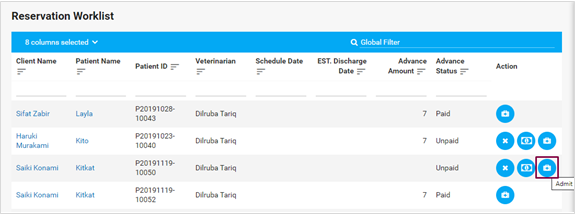 Reservation Worklist
8 columns selected
Global Filter
Client Name Patient Name Patient ID Veterinarian Schedule Date EST. Discharge Date Advance Amount Advance Status Action
Sifat Zabir Layla P20191028-10043 Dilruba Tariq 7 Paid
Haruki Murakami Kito P20191023-10040 Dilruba Tariq 7 Unpaid
Saiki Konami Kitkat P20191119-10050 Dilruba Tariq Unpaid
Admit
Saiki Konami Kitkat P20191119-10052 Dilruba Tariq 7 Paid